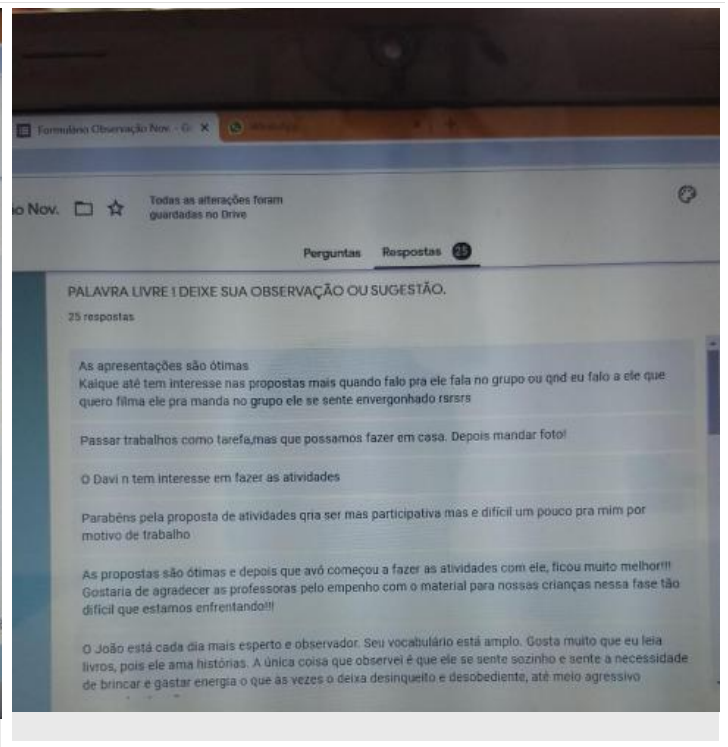 Formulário Observação Nov. - G
WhatsApp
o Nov.
Todas as alterações foram
guardadas no Drive
Perguntas Respostas 25
PALAVRA LIVRE ! DEIXE SUA OBSERVAÇÃO OU SUGESTÃO.
25 respostas
As apresentações são ótimas
Kaique até tem interesse nas propostas mais quando falo pra ele fala no grupo ou qnd eu falo a ele que
quero filma ele pra manda no grupo ele se sente envergonhado rsrsrs
Passar trabalhos como tarefa,mas que possamos fazer em casa. Depois mandar foto!
O Davi n tem interesse em fazer as atividades
Parabéns pela proposta de atividades qria ser mas participativa mas e difícil um pouco pra mim por
motivo de trabalho
As propostas são ótimas e depois que avó começou a fazer as atividades com ele, ficou muito melhor!!!
Gostaria de agradecer as professoras pelo empenho com o material para nossas crianças nessa fase tão
difícil que estamos enfrentando!!!
O João está cada dia mais esperto e observador. Seu vocabulário está amplo. Gosta muito que eu leia
livros, pois ele ama histórias. A única coisa que observei é que ele se sente sozinho e sente a necessidade
de brincar e gastar energia o que as vezes o deixa desinqueito e desobediente, até meio agressivo